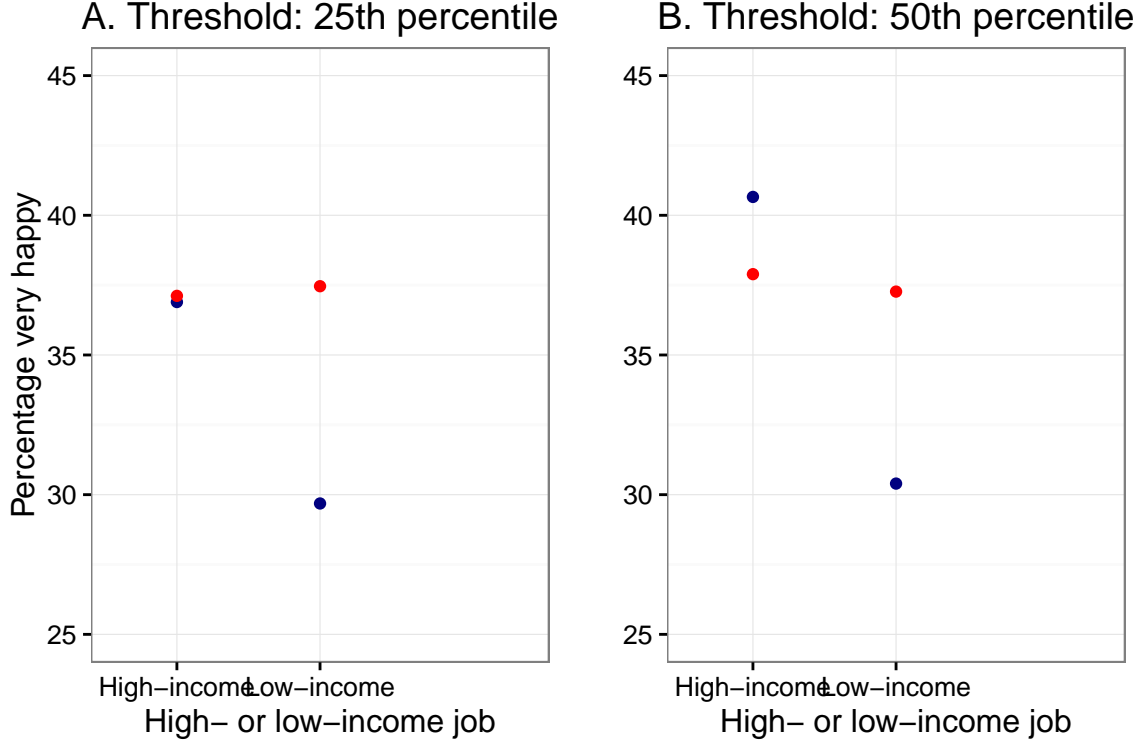 A. Threshold: 25th percentile
B. Threshold: 50th percentile
Percentage very happy
45
40
35
30
25
High−income
Low−income
High− or low−income job
45
40
35
30
25
High−income
Low−income
High− or low−income job